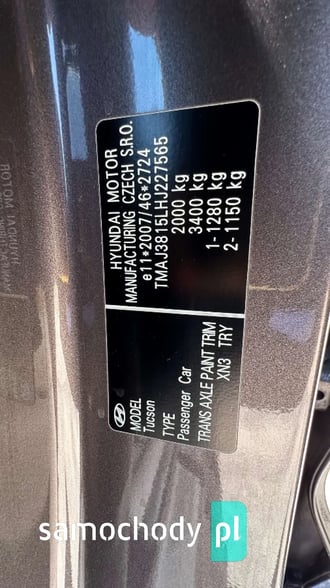 HYUNDAI MOTOR
MANUFACTURING CZECH S.R.O.
e11*2007/46*2724
TMAJ3815LHJ227565
2000 kg
3400 kg
1-1280 kg
2-1150 kg
MODEL
Tucson
TYPE
Passenger Car
TRANS AXLE PAINT TRIM
XN3 TRY
samochody pl